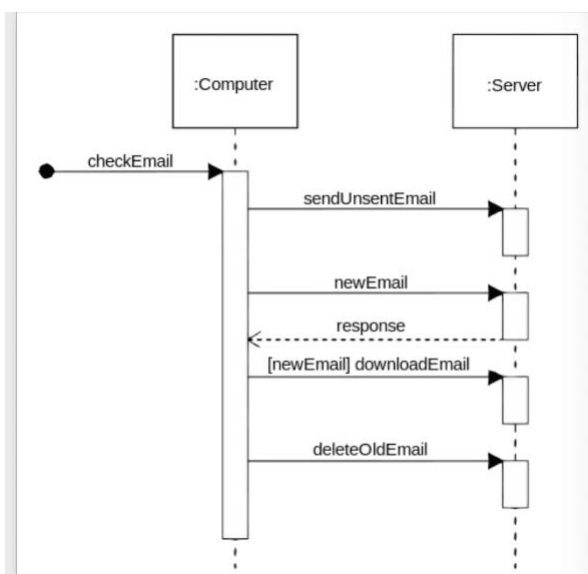 :Computer
:Server
checkEmail
sendUnsentEmail
newEmail
response
[newEmail] downloadEmail
deleteOldEmail